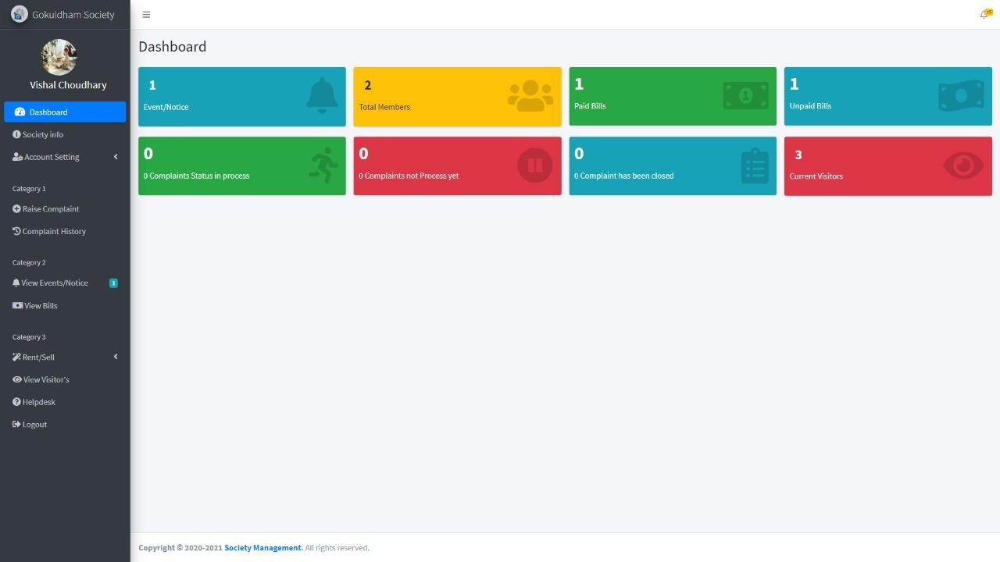 Gokuldham Society
Vishal Choudhary
Dashboard
Society info
Account Setting
Category 1
Raise Complaint
Complaint History
Category 2
View Events/Notice 1
View Bills
Category 3
Rent/Sell
View Visitor's
Helpdesk
Logout
Dashboard
1
Event/Notice
2
Total Members
1
Paid Bills
1
1
Unpaid Bills
0
0 Complaints Status in process
0
0 Complaints not Process yet
0
0 Complaint has been closed
3
Current Visitors
Copyright © 2020-2021 Society Management. All rights reserved.